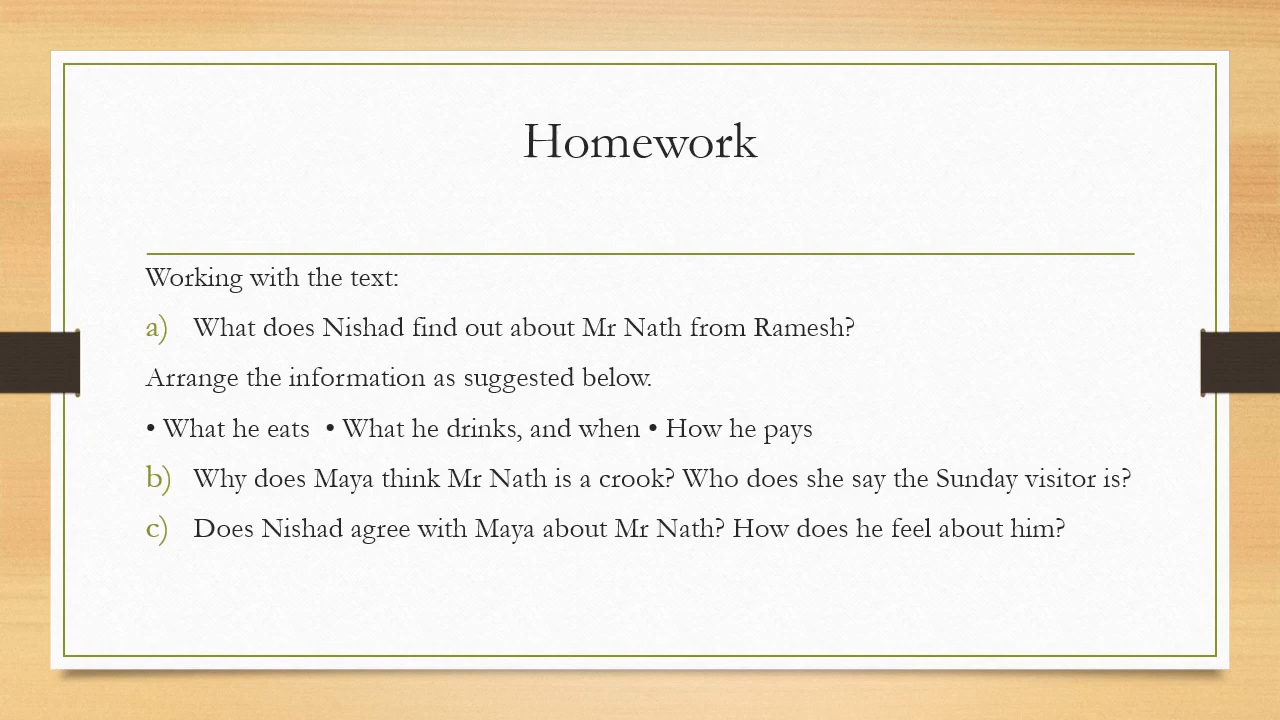 Homework
Working with the text:
a) What does Nishad find out about Mr Nath from Ramesh?
Arrange the information as suggested below.
• What he eats • What he drinks, and when • How he pays
b) Why does Maya think Mr Nath is a crook? Who does she say the Sunday visitor is?
c) Does Nishad agree with Maya about Mr Nath? How does he feel about him?